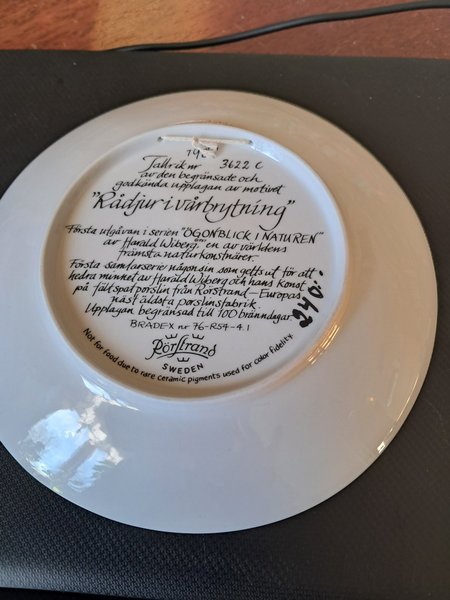 Tallrik nr 3622 C
av den begränsade och
godkända upplagan av motivet
"Rådjur i vårbrytning"
Första utgåvan i serien "ÖGONBLICK I NATUREN"
av Harald Wiberg, en av världens
främsta naturkonstnärer.
Första samlarserie någonsin som getts ut för att
hedra minnet av Harald Wiberg och hans konst
på fältspatporslin från Rörstrand – Europas
näst äldsta porslinsfabrik.
Upplagan begränsad till 100 bränndagar.
BRADEX nr 76-R54-4.1
Rörstrand
SWEDEN
Not for food due to rare ceramic pigments used for color fidelity.
240:-